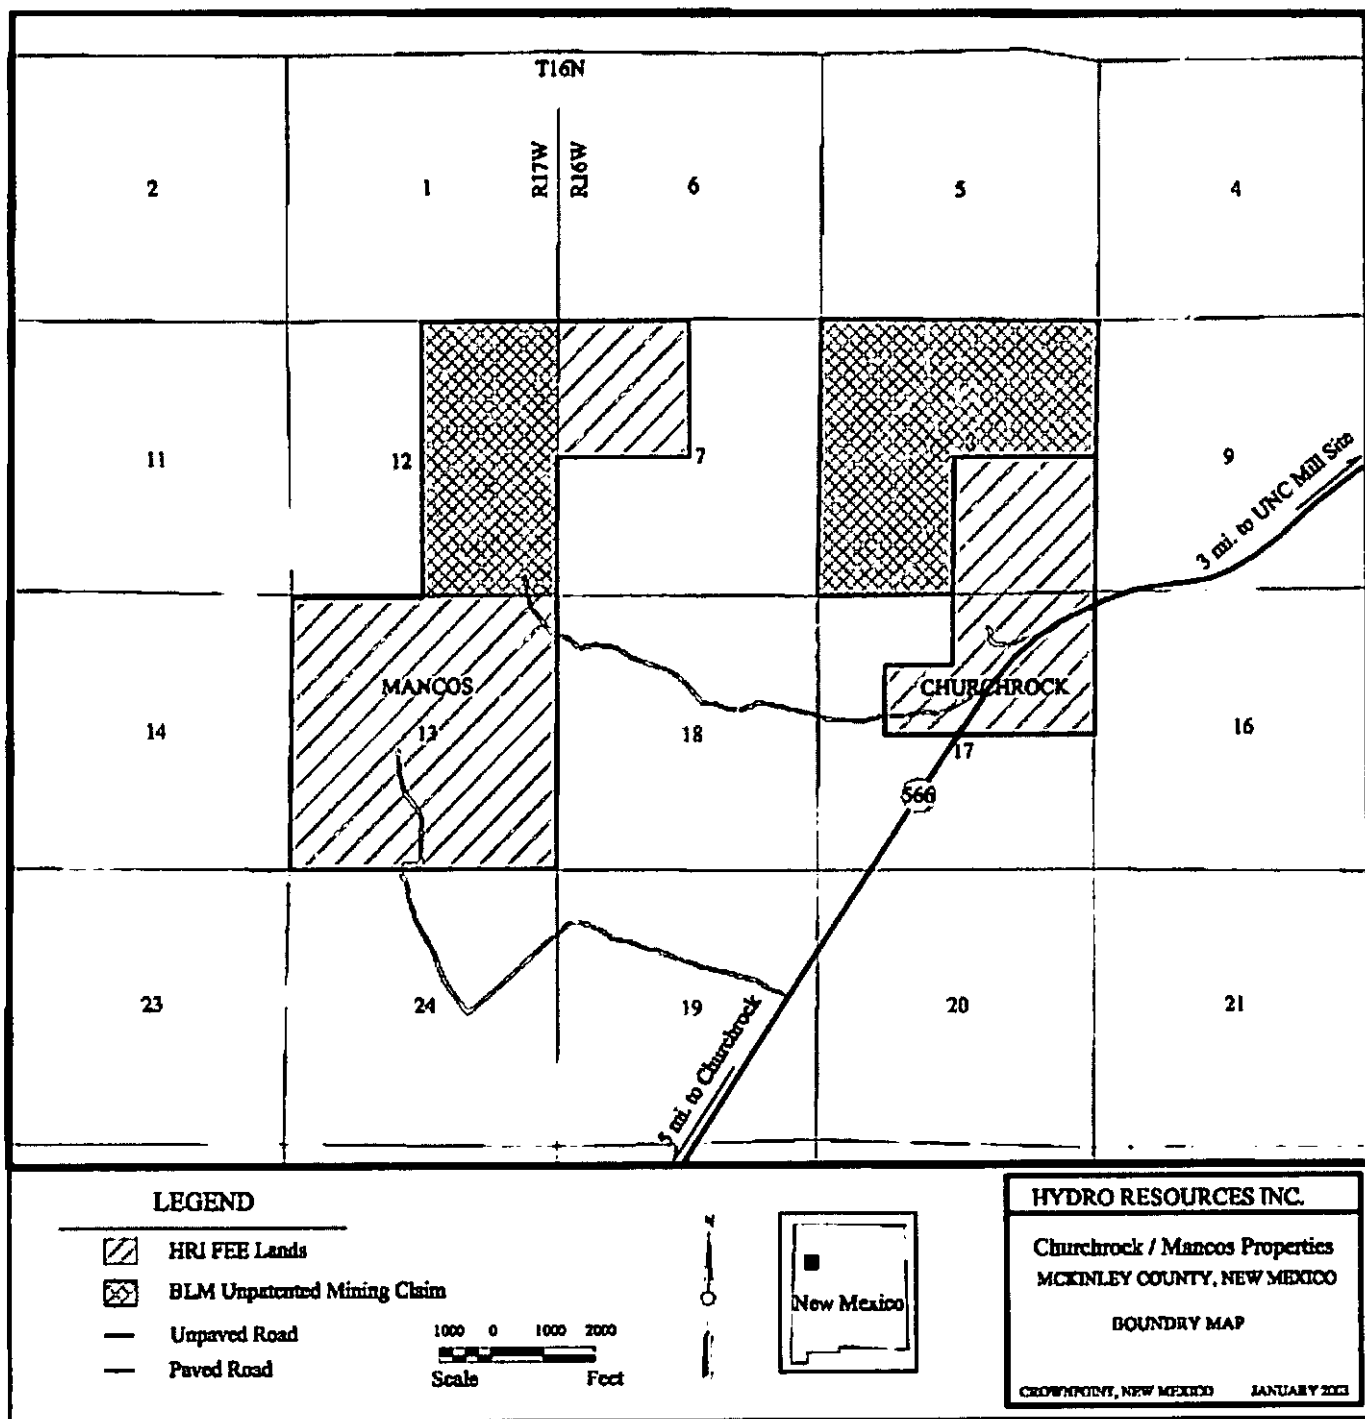 T16N
R17W
R16W
2
1
6
5
4
11
12
7
9
3 mi. to UNC Mill Site
MANCOS
CHURCHROCK
14
13
18
17
16
566
23
24
19
20
21
5 mi. to Churchrock
LEGEND
HRI FEE Lands
BLM Unpatented Mining Claim
Unpaved Road
Paved Road
1000 0 1000 2000
Scale Feet
New Mexico
HYDRO RESOURCES INC.
Churchrock / Mancos Properties
MCKINLEY COUNTY, NEW MEXICO
BOUNDRY MAP
CROWNPOINT, NEW MEXICO JANUARY